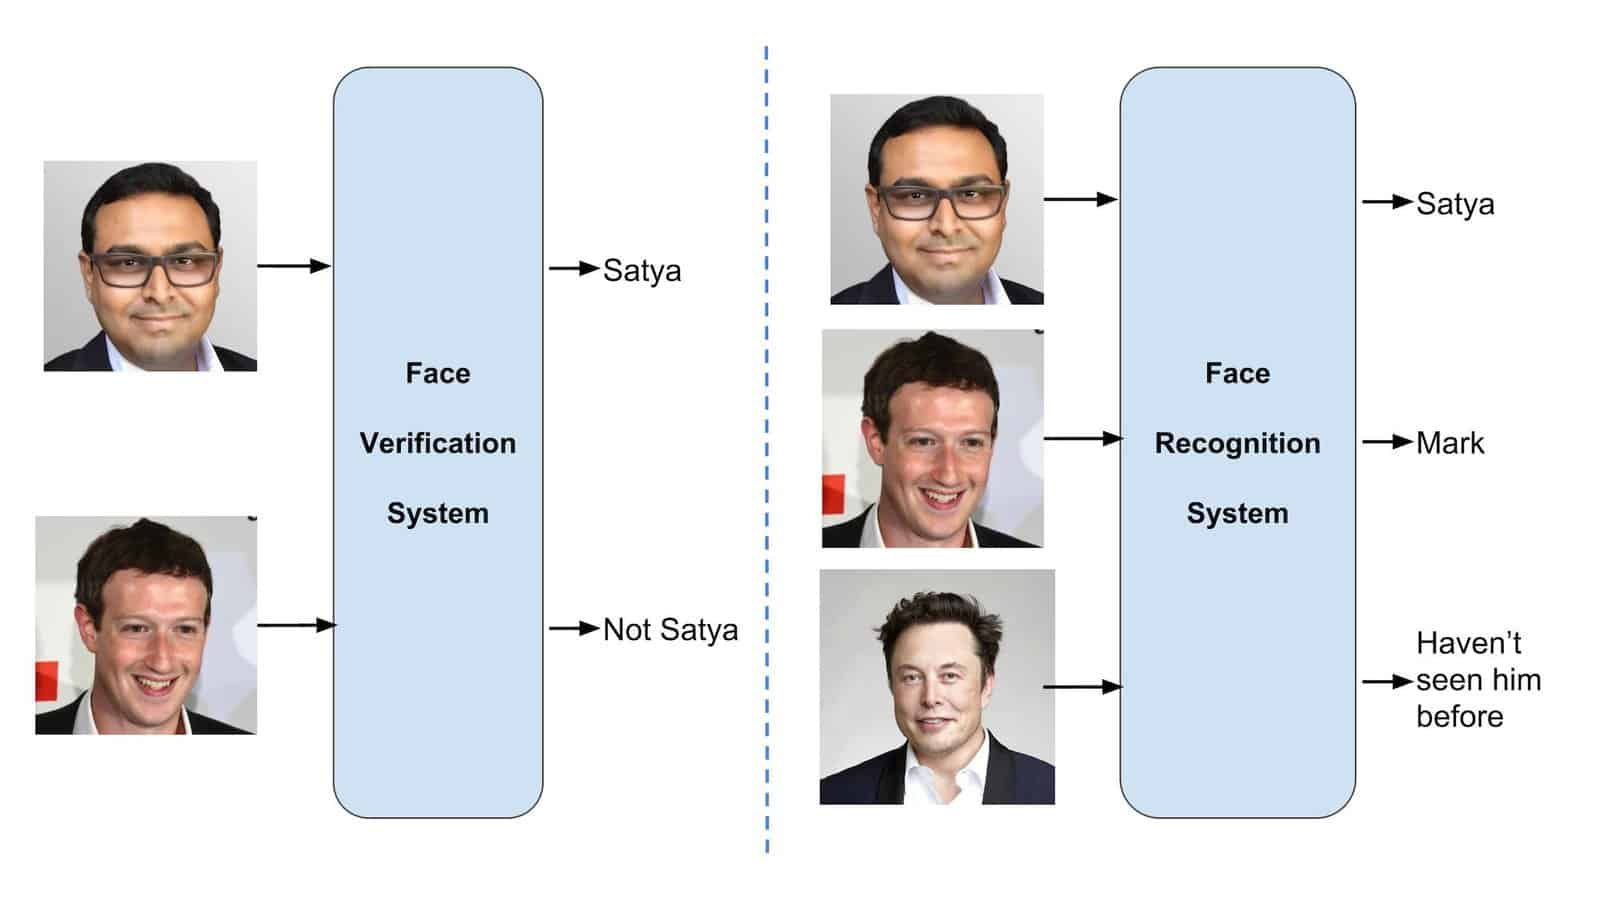 Face
Verification
System
Satya
Not Satya
Face
Recognition
System
Satya
Mark
Haven’t
seen him
before